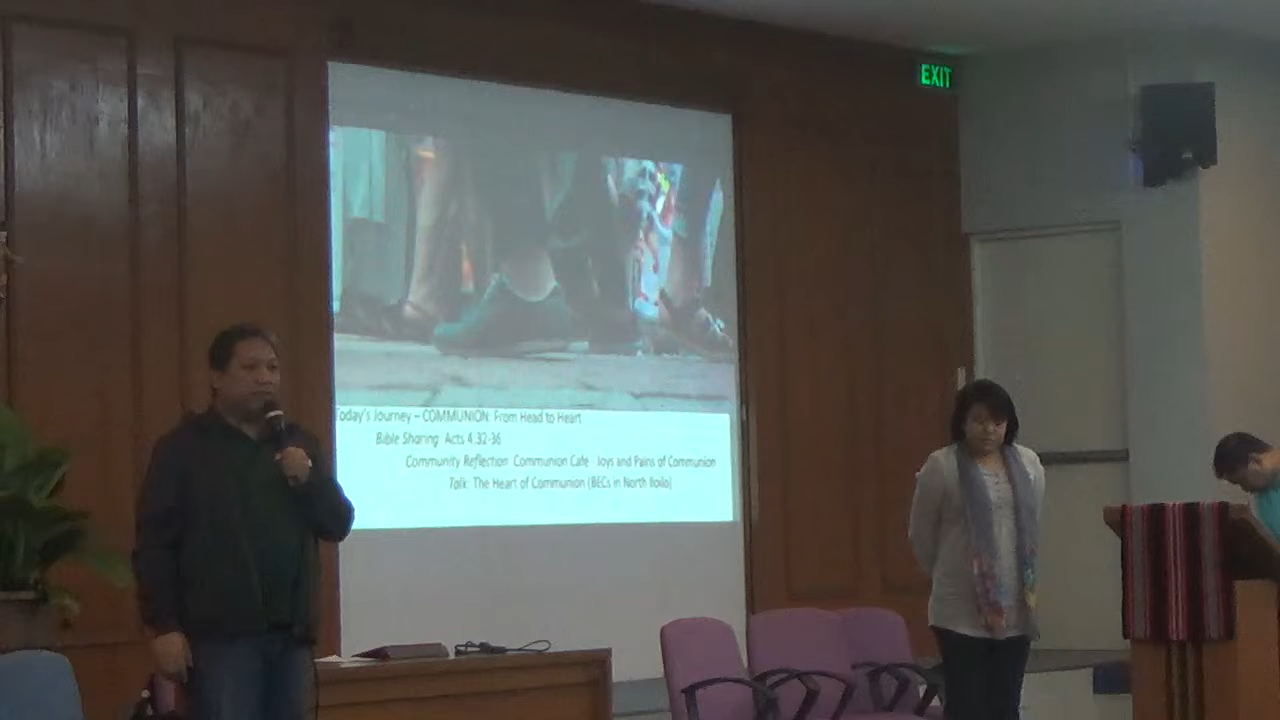 EXIT
Today's Journey – COMMUNION: From Head to Heart
Bible Sharing: Acts 4:32-36
Community Reflection: Communion Cafe: Joys and Pains of Communion
Talk: The Heart of Communion (BECs in North Iloilo)